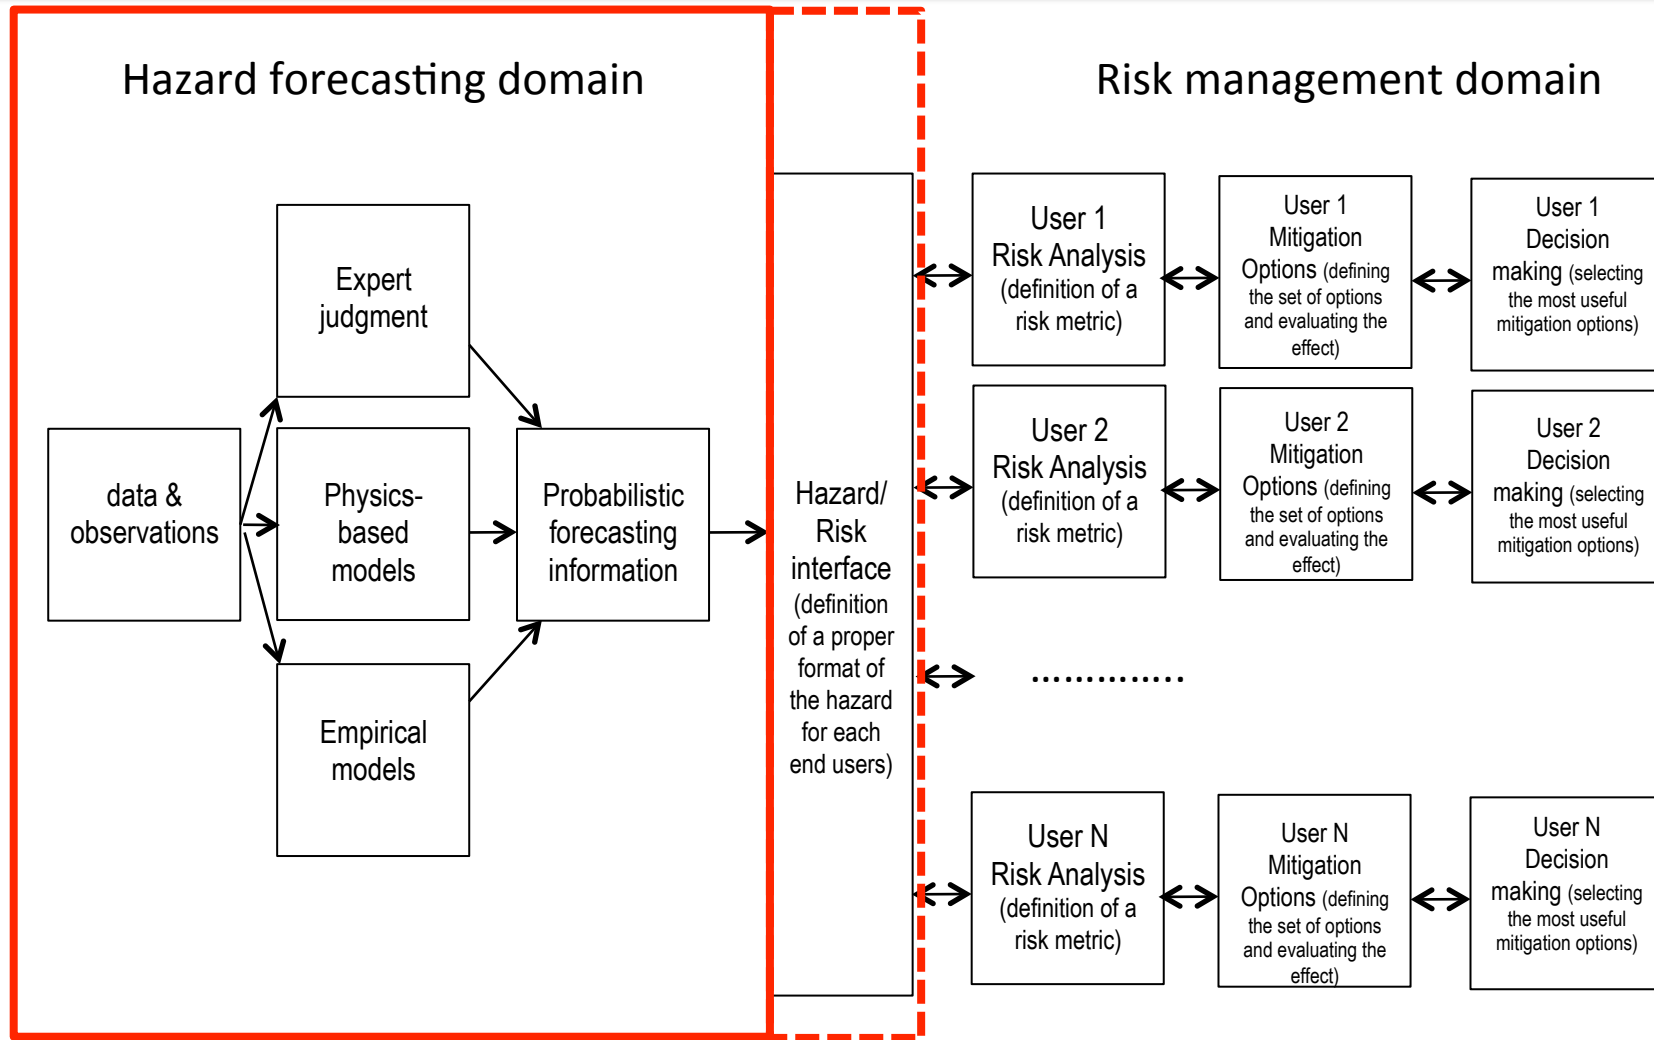 Hazard forecasting domain
Risk management domain
Expert
judgment
data &
observations
Physics-
based
models
Empirical
models
Probabilistic
forecasting
information
Hazard/
Risk
interface
(definition
of a proper
format of
the hazard
for each
end users)
User 1
Risk Analysis
(definition of a
risk metric)
User 1
Mitigation
Options (defining
the set of options
and evaluating the
effect)
User 1
Decision
making (selecting
the most useful
mitigation options)
User 2
Risk Analysis
(definition of a
risk metric)
User 2
Mitigation
Options (defining
the set of options
and evaluating the
effect)
User 2
Decision
making (selecting
the most useful
mitigation options)
..............
User N
Risk Analysis
(definition of a
risk metric)
User N
Mitigation
Options (defining
the set of options
and evaluating the
effect)
User N
Decision
making (selecting
the most useful
mitigation options)